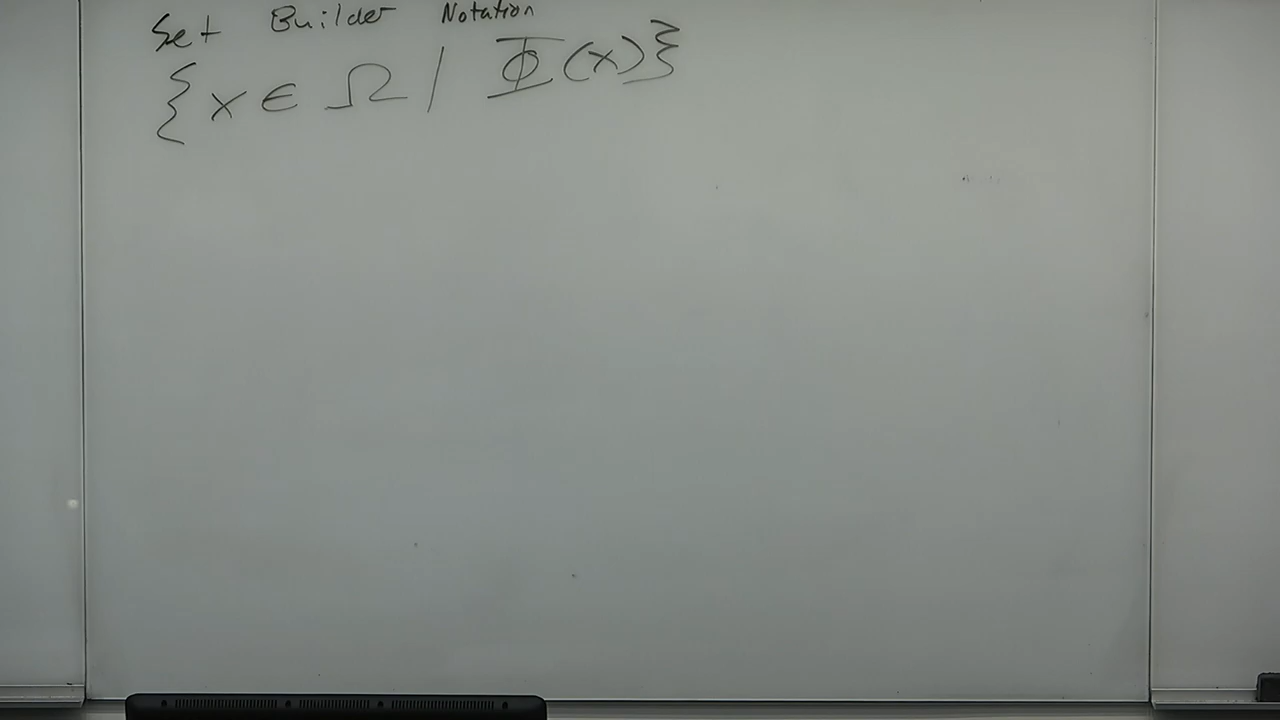 Set Builder Notation
{x ∈ Ω | Φ(x)}